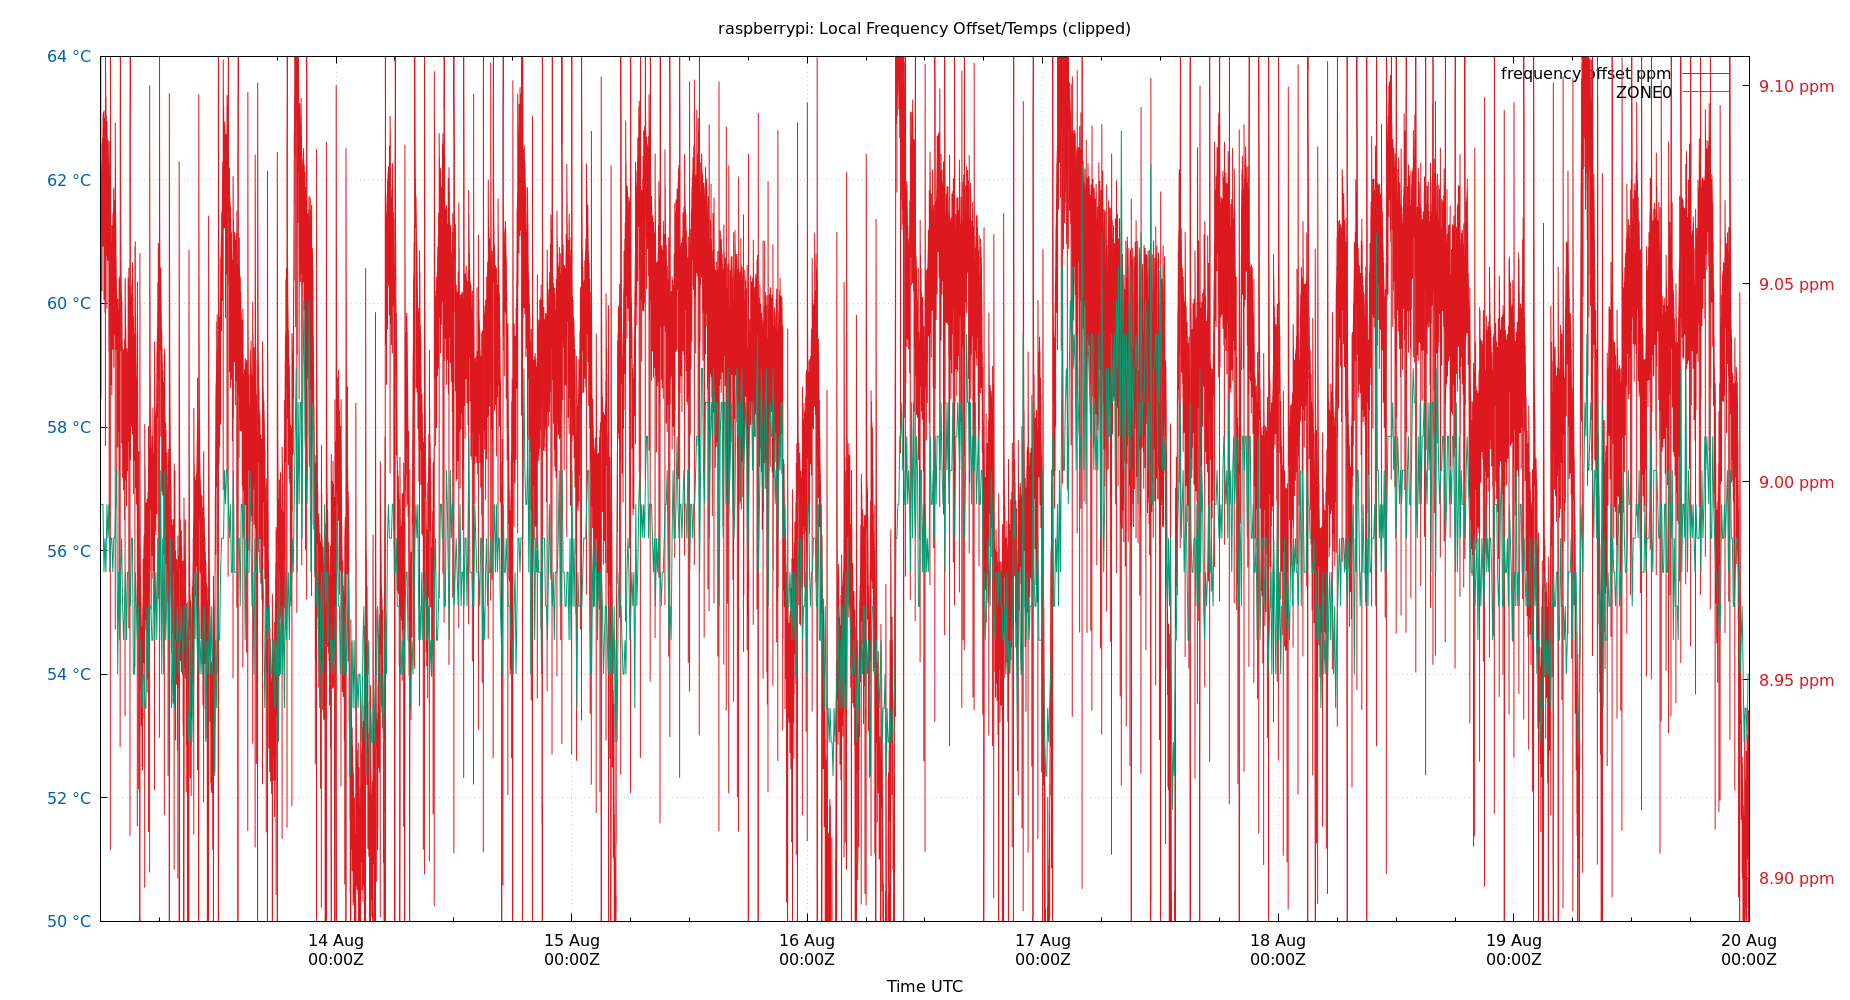 raspberrypi: Local Frequency Offset/Temps (clipped)
64 °C
62 °C
60 °C
58 °C
56 °C
54 °C
52 °C
50 °C
frequency offset ppm
ZONE0
9.10 ppm
9.05 ppm
9.00 ppm
8.95 ppm
8.90 ppm
14 Aug
00:00Z
15 Aug
00:00Z
16 Aug
00:00Z
17 Aug
00:00Z
18 Aug
00:00Z
19 Aug
00:00Z
20 Aug
00:00Z
Time UTC